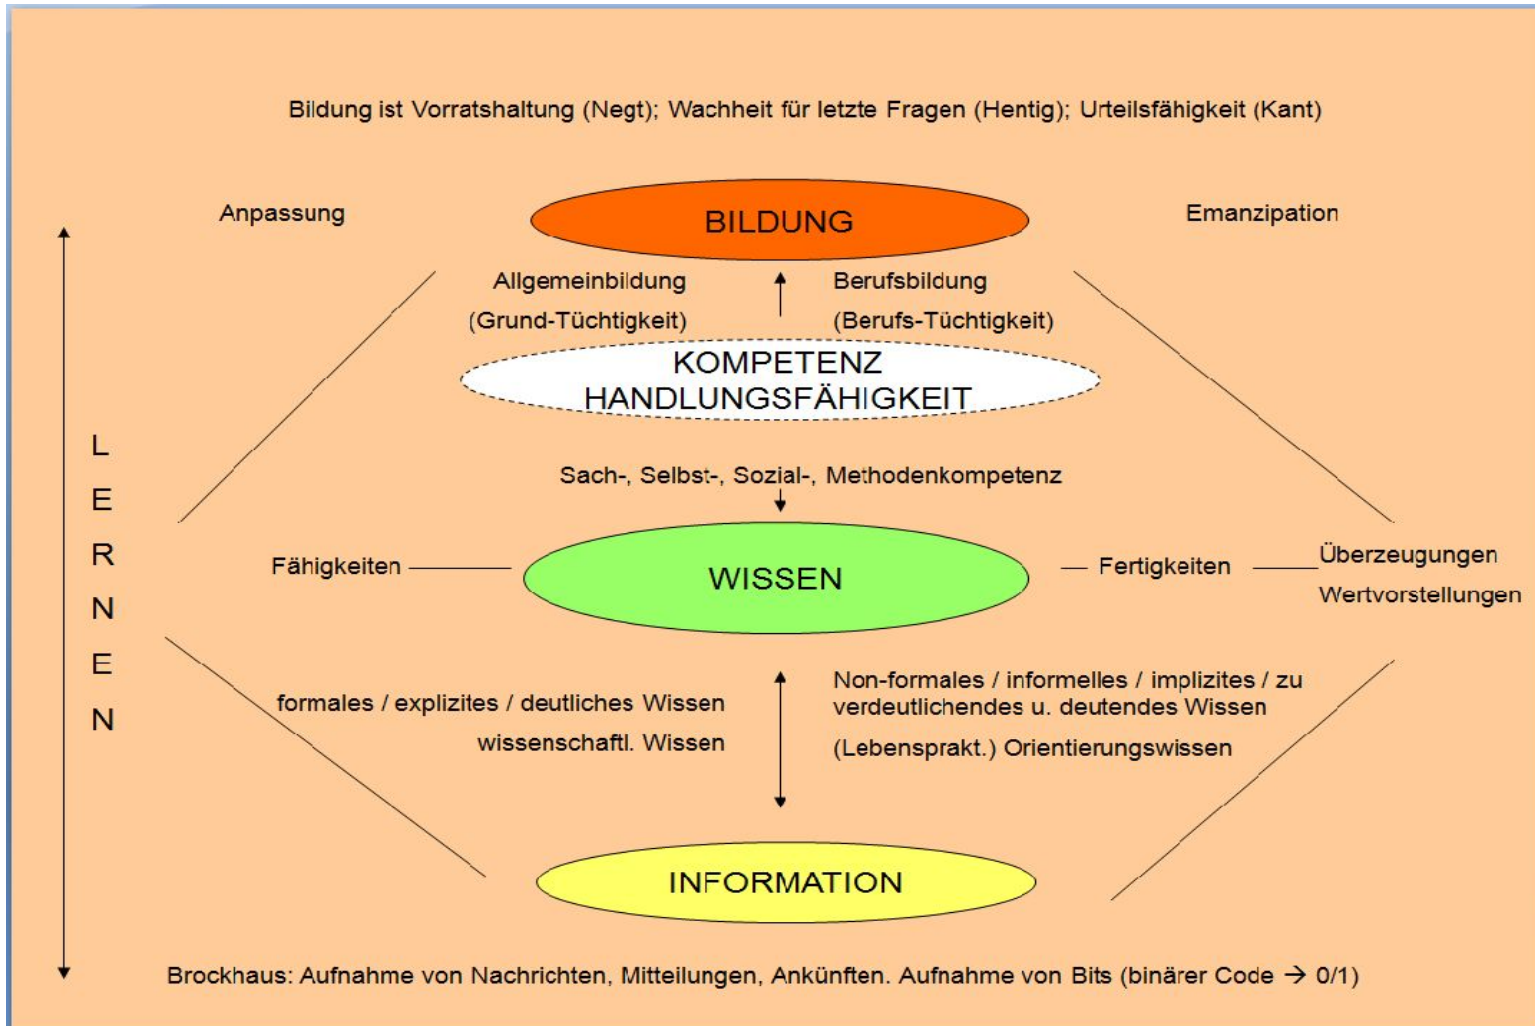 Bildung ist Vorratshaltung (Negt); Wachheit für letzte Fragen (Hentig); Urteilsfähigkeit (Kant)
Anpassung
BILDUNG
Emanzipation
Allgemeinbildung
(Grund-Tüchtigkeit)
Berufsbildung
(Berufs-Tüchtigkeit)
KOMPETENZ
HANDLUNGSFÄHIGKEIT
Sach-, Selbst-, Sozial-, Methodenkompetenz
LERNEN
Fähigkeiten
WISSEN
Fertigkeiten
Überzeugungen
Wertvorstellungen
formales / explizites / deutliches Wissen
wissenschaftl. Wissen
Non-formales / informelles / implizites / zu
verdeutlichendes u. deutendes Wissen
(Lebensprakt.) Orientierungswissen
INFORMATION
Brockhaus: Aufnahme von Nachrichten, Mitteilungen, Ankünften. Aufnahme von Bits (binärer Code → 0/1)